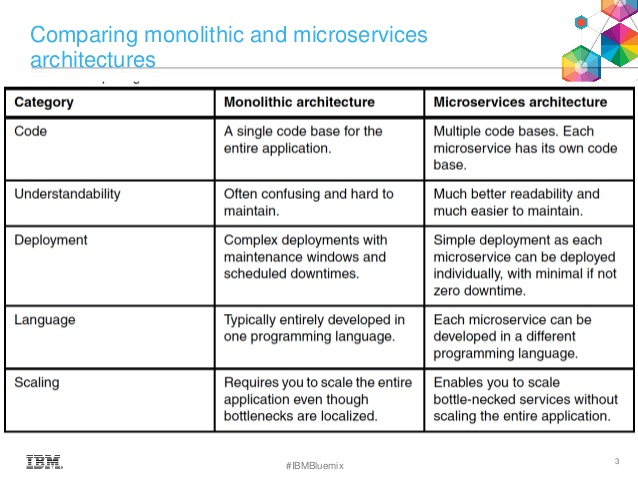 Comparing monolithic and microservices
architectures
Category
Monolithic architecture
Microservices architecture
Code
A single code base for the
entire application.
Multiple code bases. Each
microservice has its own code
base.
Understandability
Often confusing and hard to
maintain.
Much better readability and
much easier to maintain.
Deployment
Complex deployments with
maintenance windows and
scheduled downtimes.
Simple deployment as each
microservice can be deployed
individually, with minimal if not
zero downtime.
Language
Typically entirely developed in
one programming language.
Each microservice can be
developed in a different
programming language.
Scaling
Requires you to scale the entire
application even though
bottlenecks are localized.
Enables you to scale
bottle-necked services without
scaling the entire application.
IBM
#IBMBluemix
3